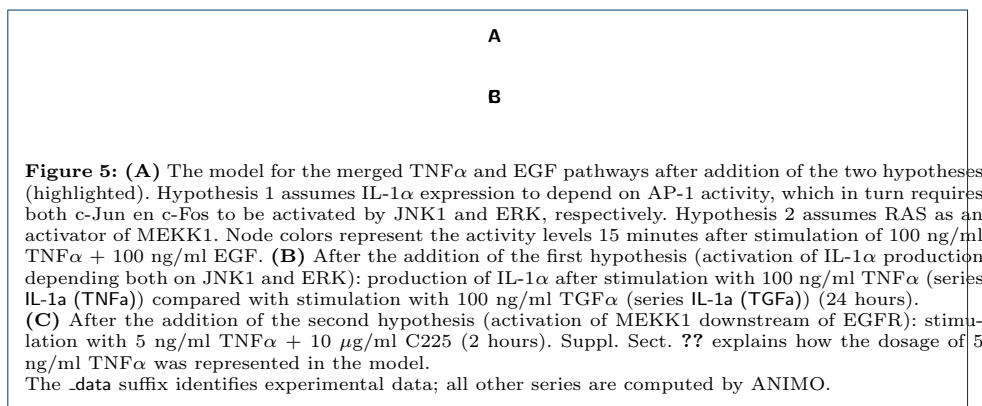 A
B
Figure 5: (A) The model for the merged TNFα and EGF pathways after addition of the two hypotheses
(highlighted). Hypothesis 1 assumes IL-1α expression to depend on AP-1 activity, which in turn requires
both c-Jun en c-Fos to be activated by JNK1 and ERK, respectively. Hypothesis 2 assumes RAS as an
activator of MEKK1. Node colors represent the activity levels 15 minutes after stimulation of 100 ng/ml
TNFα + 100 ng/ml EGF. (B) After the addition of the first hypothesis (activation of IL-1α production
depending both on JNK1 and ERK): production of IL-1α after stimulation with 100 ng/ml TNFα (series
IL-1a (TNFa)) compared with stimulation with 100 ng/ml TGFα (series IL-1a (TGFa)) (24 hours).
(C) After the addition of the second hypothesis (activation of MEKK1 downstream of EGFR): stimu-
lation with 5 ng/ml TNFα + 10 μg/ml C225 (2 hours). Suppl. Sect. ?? explains how the dosage of 5
ng/ml TNFα was represented in the model.
The _data suffix identifies experimental data; all other series are computed by ANIMO.